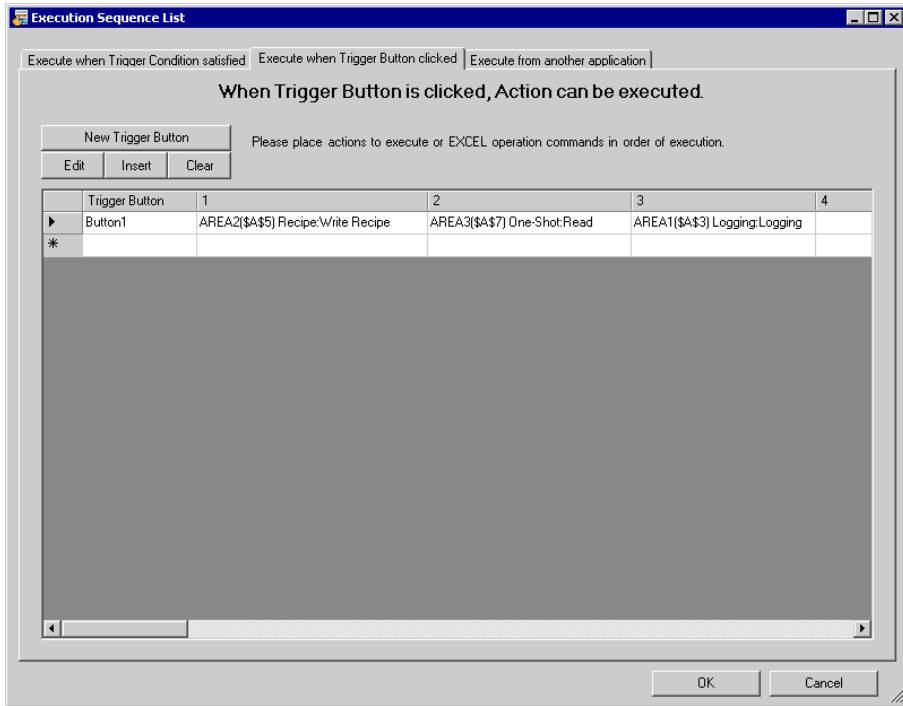 Execution Sequence List
Execute when Trigger Condition satisfied Execute when Trigger Button clicked Execute from another application
When Trigger Button is clicked, Action can be executed.
New Trigger Button
Please place actions to execute or EXCEL operation commands in order of execution.
Edit Insert Clear
Trigger Button 1 2 3 4
Button1 AREA2($A$5) Recipe:Write Recipe AREA3($A$7) One-Shot:Read AREA1($A$3) Logging:Logging
OK Cancel